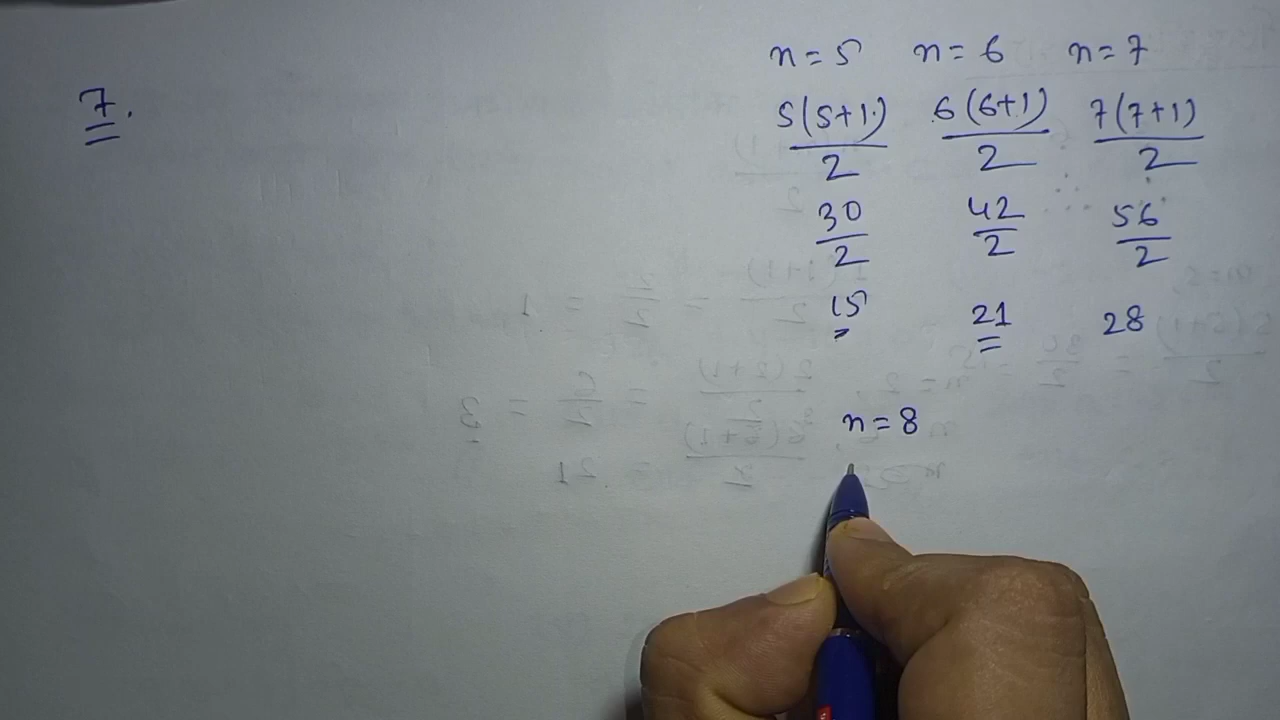 7.
n = 5 n = 6 n = 7
5(5+1)/2 6(6+1)/2 7(7+1)/2
30/2 42/2 56/2
15 21 28
n = 8